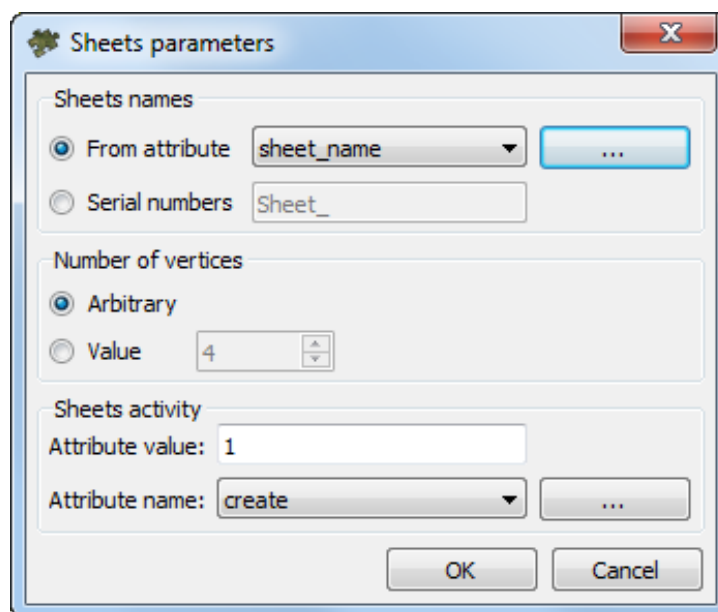 Sheets parameters
Sheets names
From attribute sheet_name ...
Serial numbers Sheet_
Number of vertices
Arbitrary
Value 4
Sheets activity
Attribute value: 1
Attribute name: create ...
OK Cancel